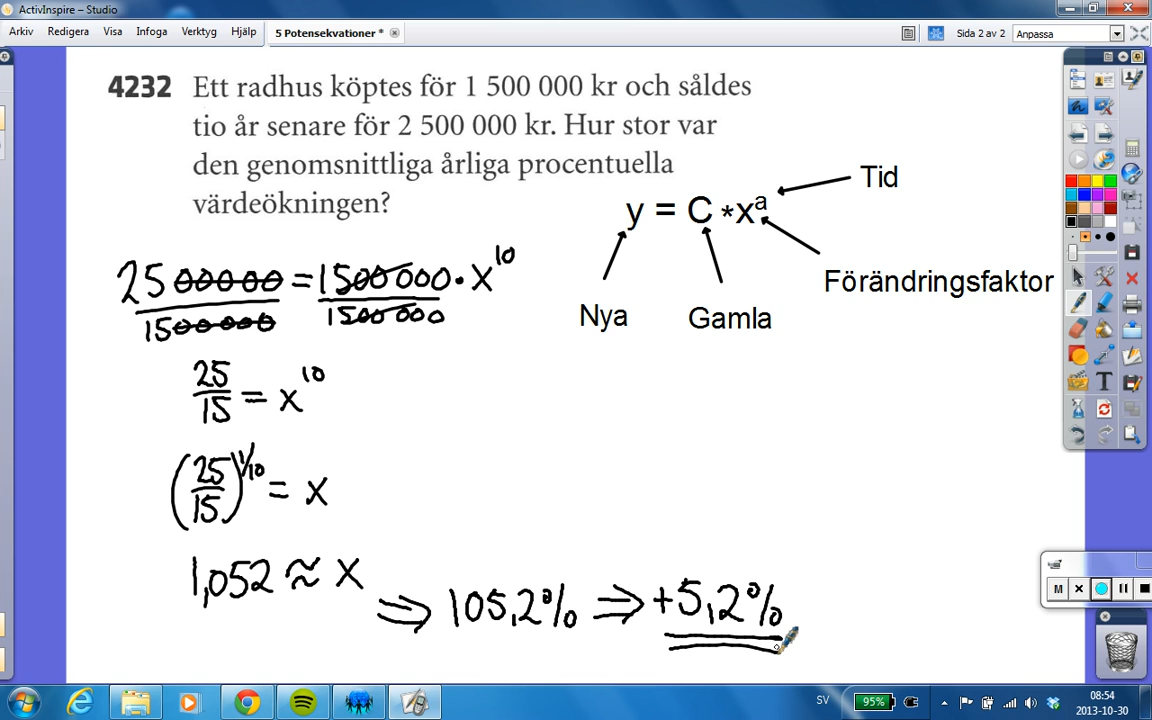 ActivInspire – Studio
Arkiv Redigera Visa Infoga Verktyg Hjälp 5 Potensekvationer * Sida 2 av 2 Anpassa
4232 Ett radhus köptes för 1 500 000 kr och såldes
tio år senare för 2 500 000 kr. Hur stor var
den genomsnittliga årliga procentuella
värdeökningen?
Tid
y = C *x^a
Förändringsfaktor
Nya Gamla
2500000/1500000 = 1500000/1500000 · x^10
25/15 = x^10
(25/15)^1/10 = x
1,052 ≈ x
⇒ 105,2% ⇒ +5,2%
M
SV 95% 08:54
2013-10-30